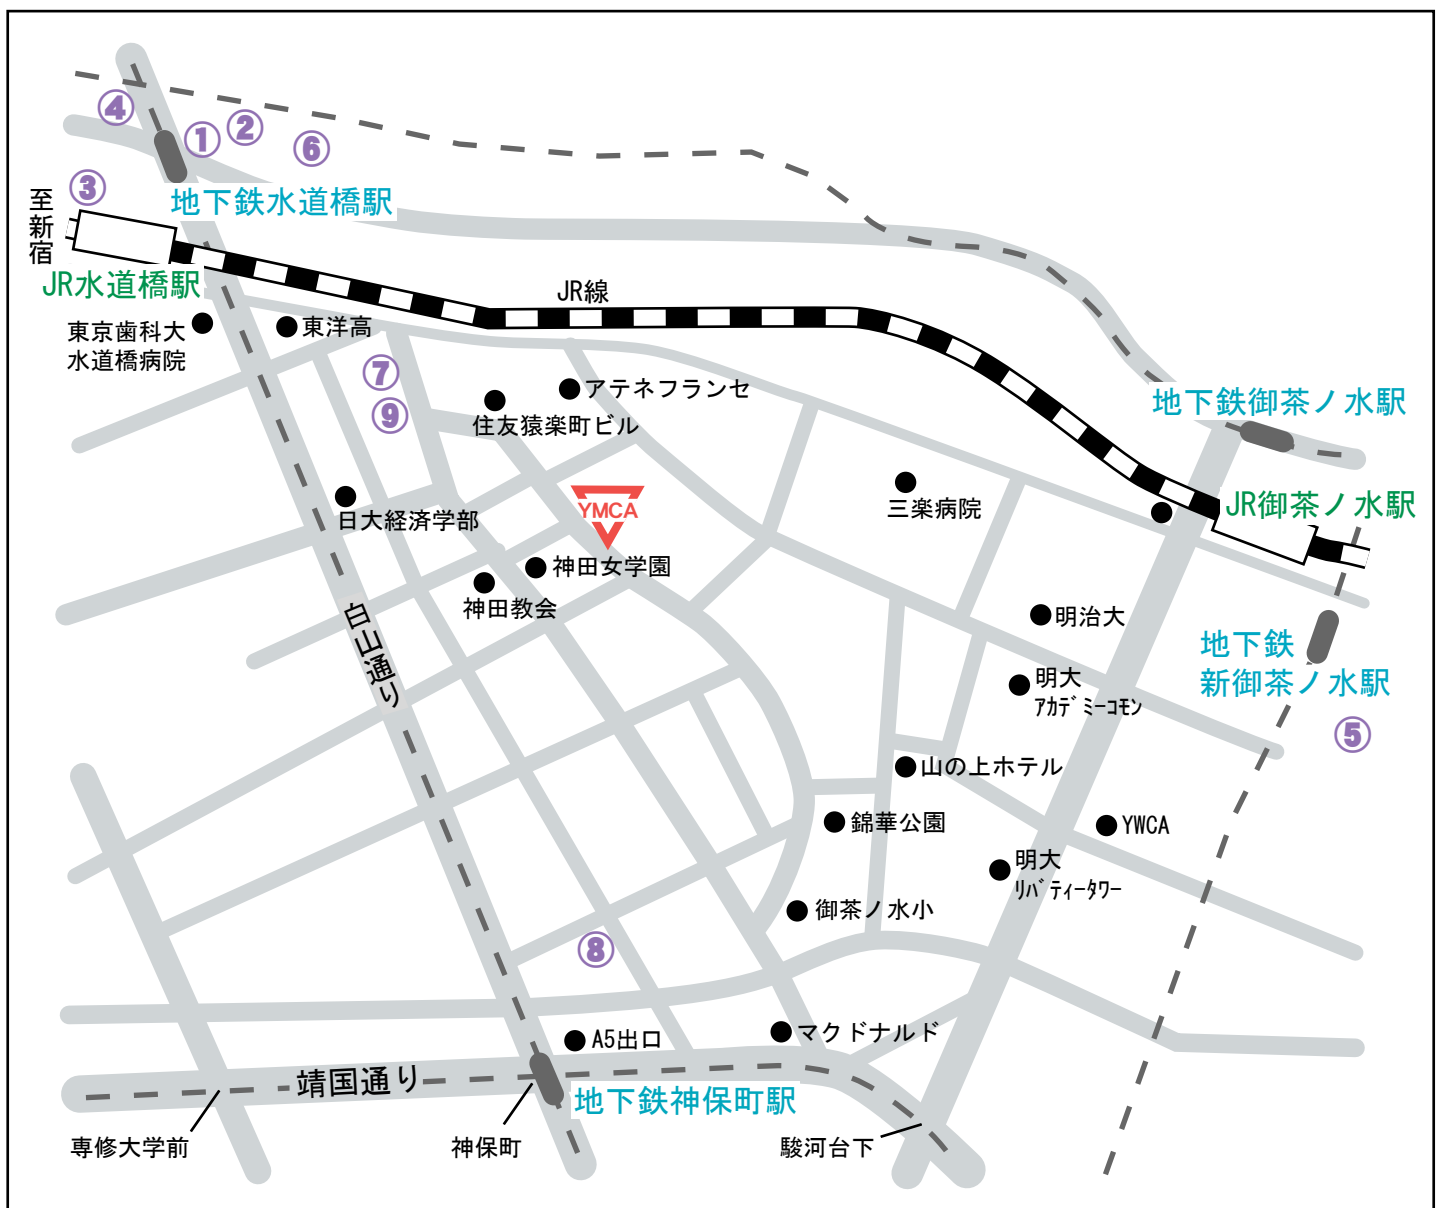 ④
①
②
⑥
③
至新宿
地下鉄水道橋駅
JR水道橋駅
JR線
東京歯科大
水道橋病院
東洋高
⑦
⑨
アテネフランセ
住友猿楽町ビル
地下鉄御茶ノ水駅
日大経済学部
YMCA
三楽病院
JR御茶ノ水駅
神田女学園
神田教会
白山通り
明治大
地下鉄
新御茶ノ水駅
明大
アカデミーコモン
⑤
山の上ホテル
錦華公園
YWCA
明大
リバティータワー
御茶ノ水小
⑧
A5出口
マクドナルド
靖国通り
地下鉄神保町駅
専修大学前
神保町
駿河台下